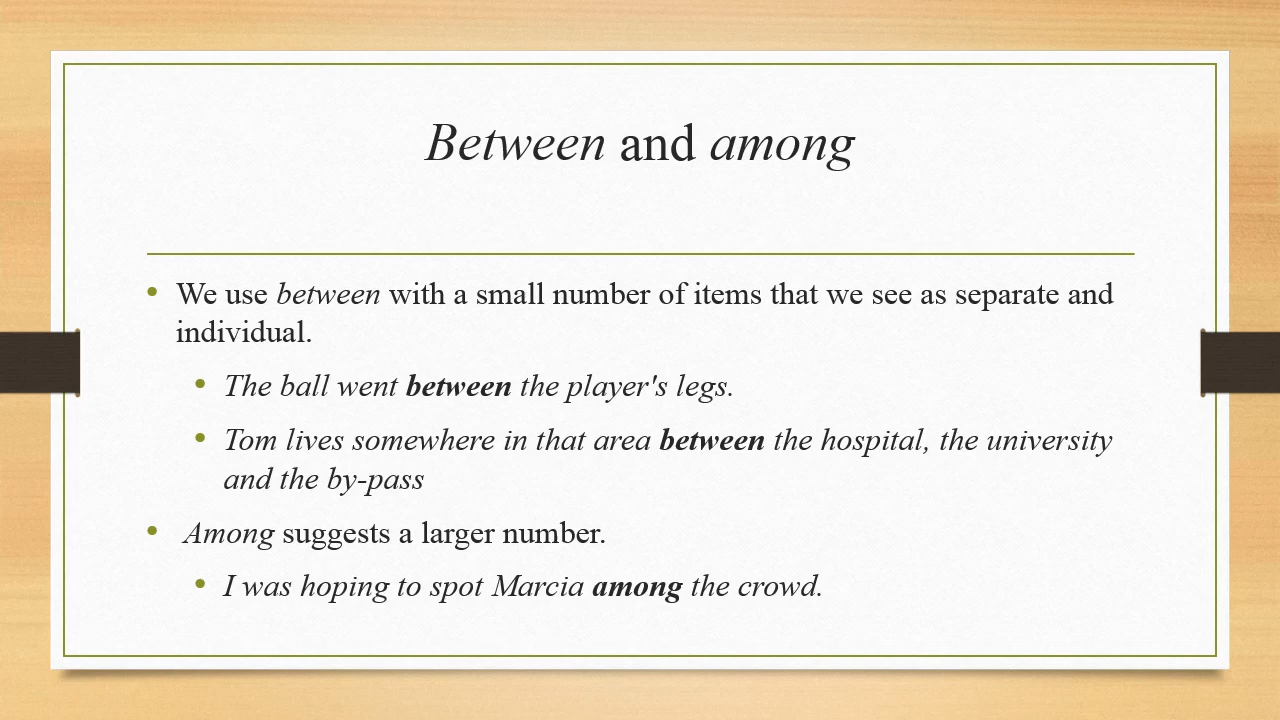 Between and among
• We use between with a small number of items that we see as separate and
individual.
• The ball went between the player's legs.
• Tom lives somewhere in that area between the hospital, the university
and the by-pass
• Among suggests a larger number.
• I was hoping to spot Marcia among the crowd.